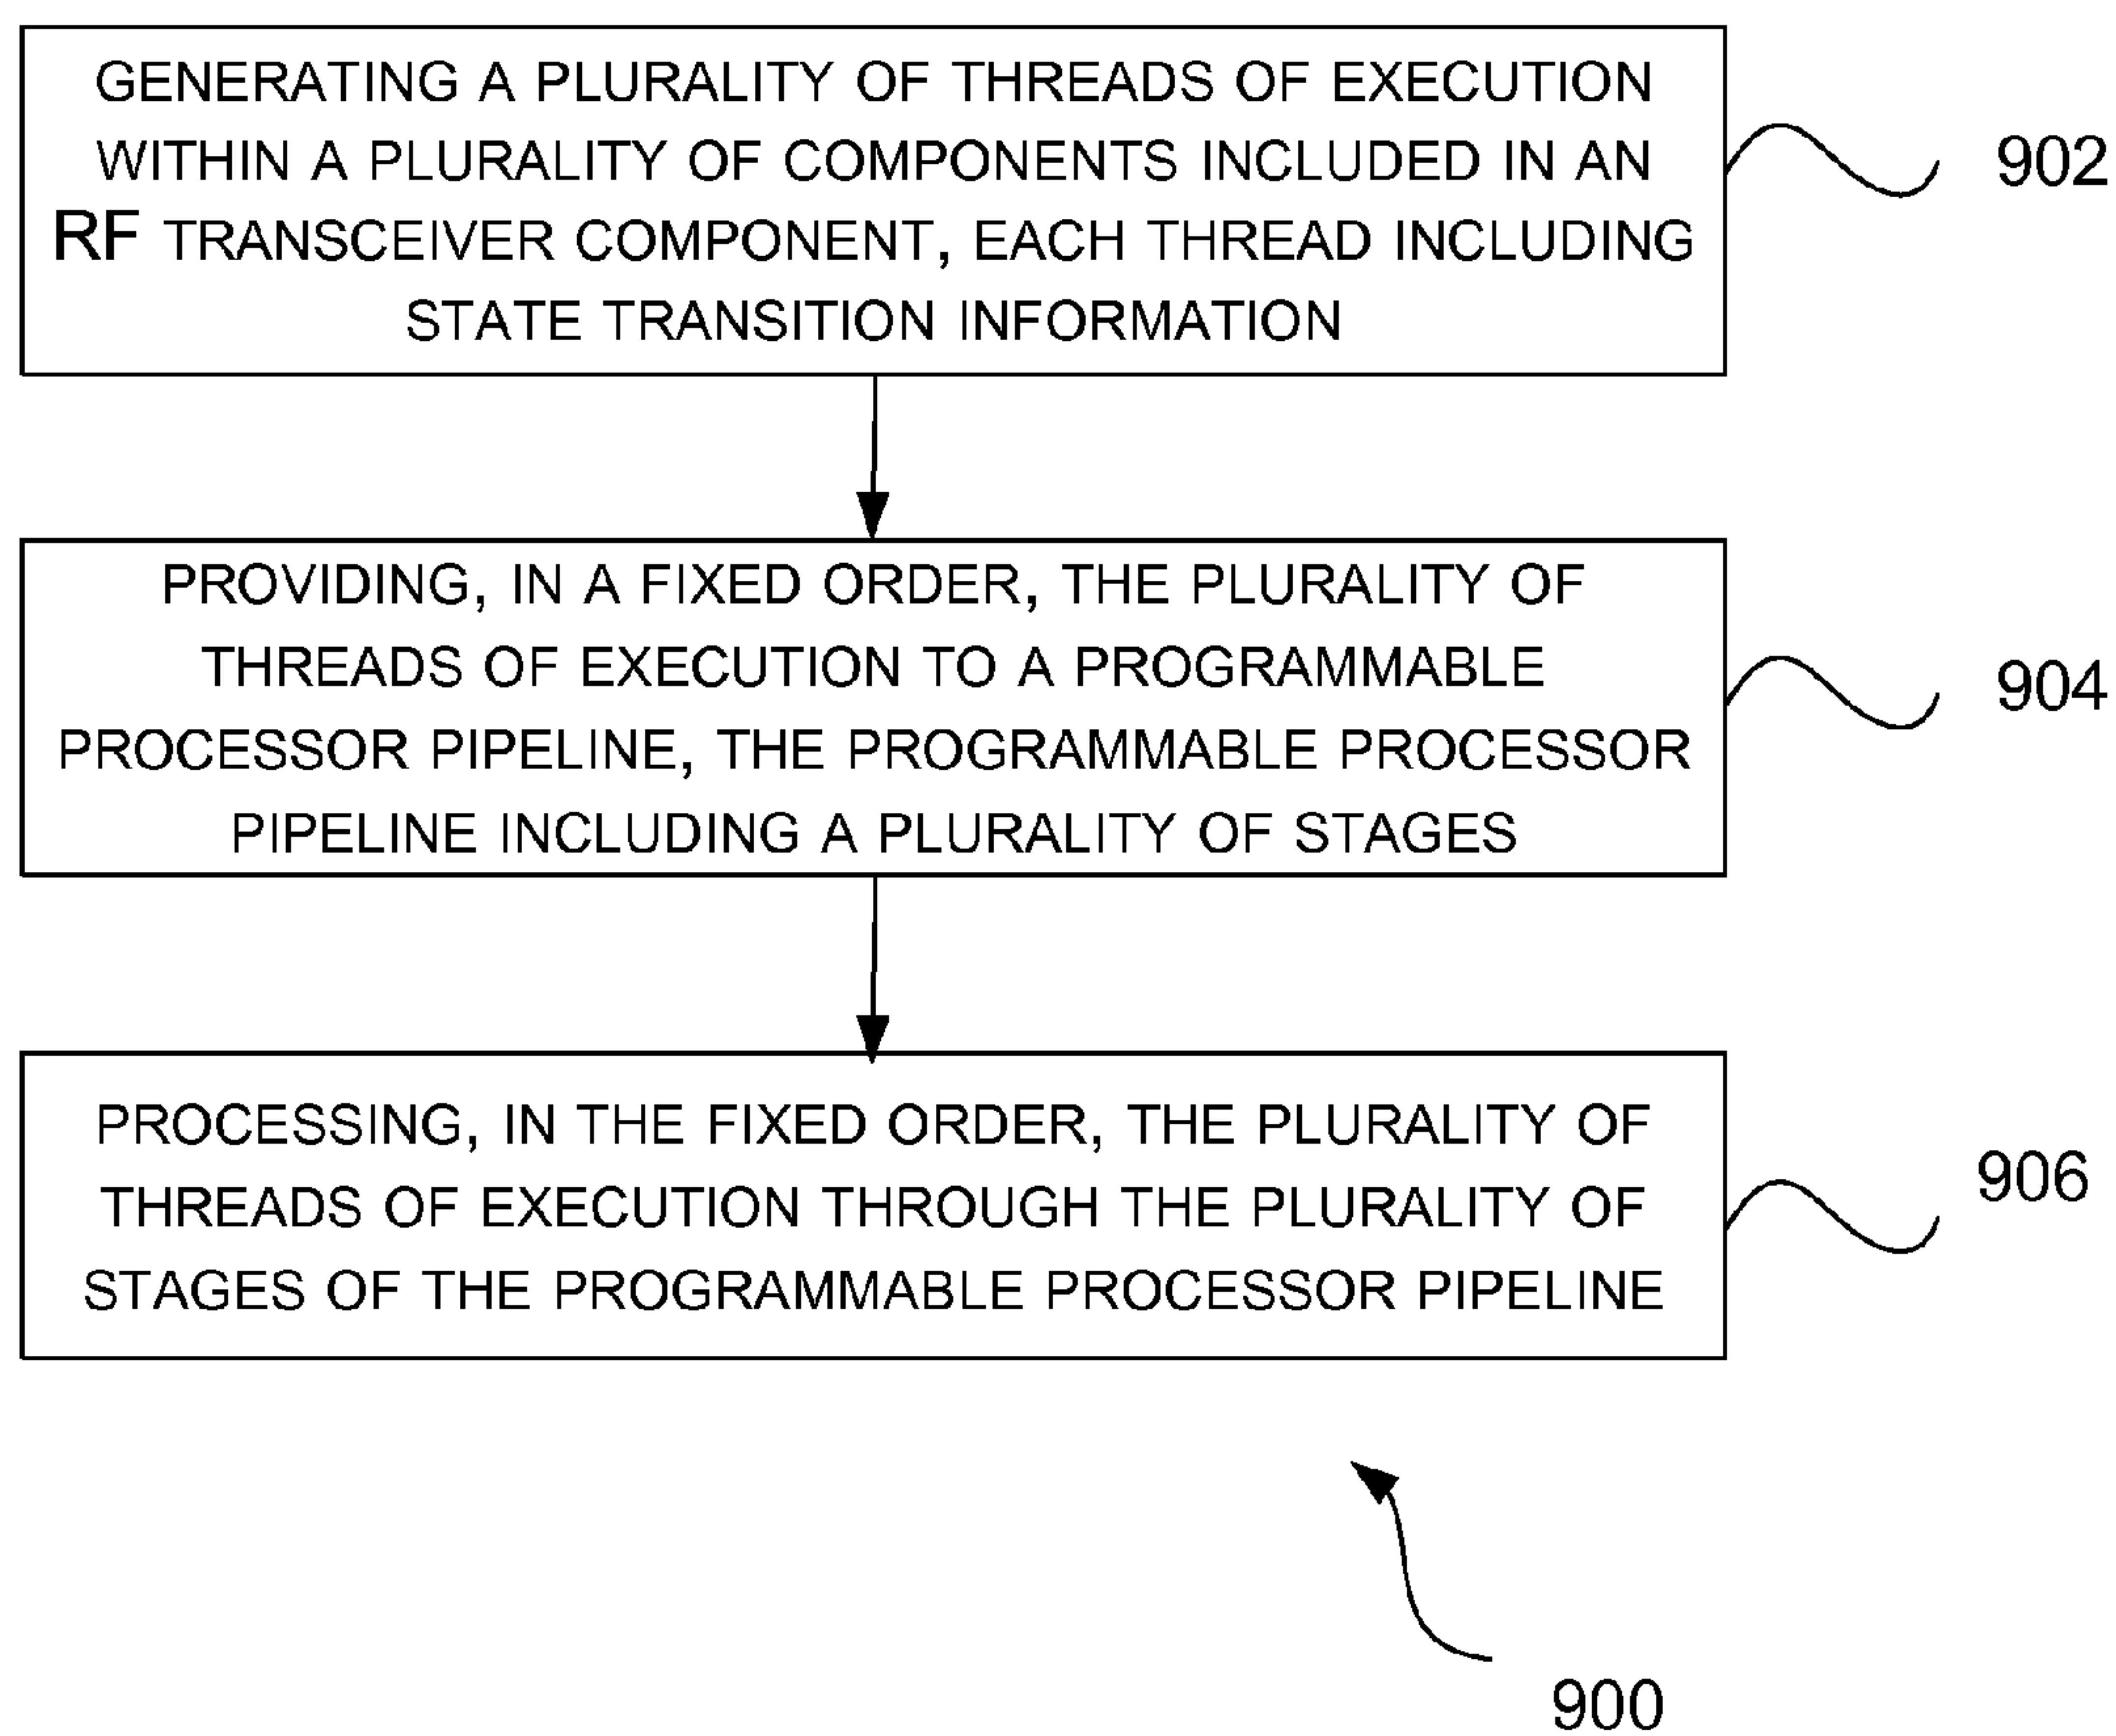 GENERATING A PLURALITY OF THREADS OF EXECUTION
WITHIN A PLURALITY OF COMPONENTS INCLUDED IN AN
RF TRANSCEIVER COMPONENT, EACH THREAD INCLUDING
STATE TRANSITION INFORMATION
902
PROVIDING, IN A FIXED ORDER, THE PLURALITY OF
THREADS OF EXECUTION TO A PROGRAMMABLE
PROCESSOR PIPELINE, THE PROGRAMMABLE PROCESSOR
PIPELINE INCLUDING A PLURALITY OF STAGES
904
PROCESSING, IN THE FIXED ORDER, THE PLURALITY OF
THREADS OF EXECUTION THROUGH THE PLURALITY OF
STAGES OF THE PROGRAMMABLE PROCESSOR PIPELINE
906
900